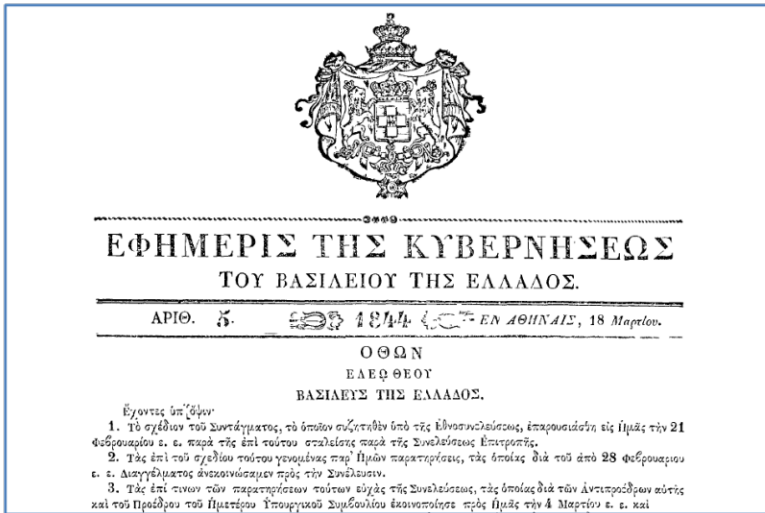 ΕΦΗΜΕΡΙΣ ΤΗΣ ΚΥΒΕΡΝΗΣΕΩΣ
ΤΟΥ ΒΑΣΙΛΕΙΟΥ ΤΗΣ ΕΛΛΑΔΟΣ.
ΑΡΙΘ. 5. 1844 ΕΝ ΑΘΗΝΑΙΣ, 18 Μαρτίου.
ΟΘΩΝ
ΕΛΕΩ ΘΕΟΥ
ΒΑΣΙΛΕΥΣ ΤΗΣ ΕΛΛΑΔΟΣ.
Ἔχοντες ὑπ' ὄψιν·
1. Τὸ σχέδιον τοῦ Συντάγματος, τὸ ὁποῖον συζητηθὲν ὑπὸ τῆς Ἐθνοσυνελεύσεως, ἐπαρουσιάσθη εἰς Ἡμᾶς τὴν 21
Φεβρουαρίου ε. ε. παρὰ τῆς ἐπὶ τούτου σταλείσης παρὰ τῆς Συνελεύσεως Ἐπιτροπῆς.
2. Τὰς ἐπὶ τοῦ σχεδίου τούτου γενομένας παρ' Ἡμῶν παρατηρήσεις, τὰς ὁποίας διὰ τοῦ ἀπὸ 28 Φεβρουαριου
ε. ε. Διαγγέλματος ἀνεκοινώσαμεν πρὸς τὴν Συνέλευσιν.
3. Τὰς ἐπί τινων τῶν παρατηρήσεων τούτων εὐχὰς τῆς Συνελεύσεως, τὰς ὁποίας διὰ τῶν Ἀντιπροέδρων αὐτῆς
καὶ τοῦ Προέδρου τοῦ Ἡμετέρου Ὑπουργικοῦ Συμβουλίου ἐκοινοποίησε πρὸς Ἡμᾶς τὴν 4 Μαρτίου ε. ε. καὶ